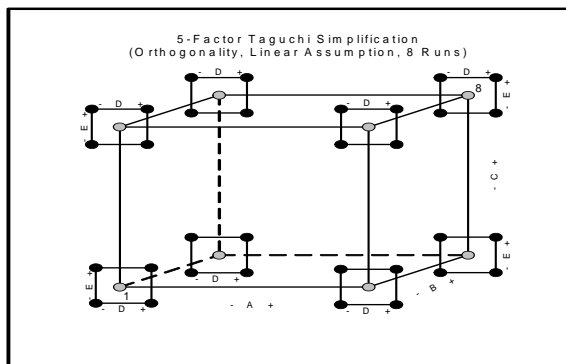 5-Factor Taguchi Simplification
(Orthogonality, Linear Assumption, 8 Runs)
- D +
- D +
8
- E +
- D +
- D +
- E +
- C +
- D +
- D +
- E +
- E +
1
- D +
- D +
- B +
- A +